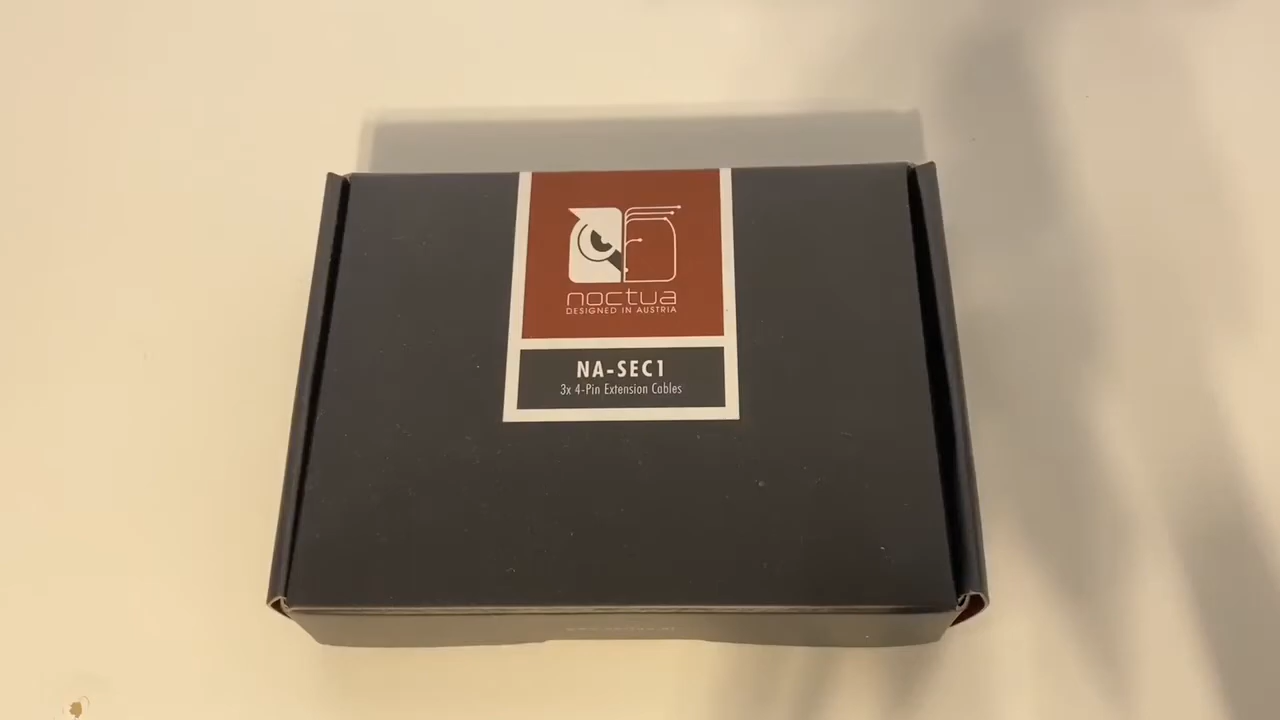 noctua
DESIGNED IN AUSTRIA
NA-SEC1
3x 4-Pin Extension Cables